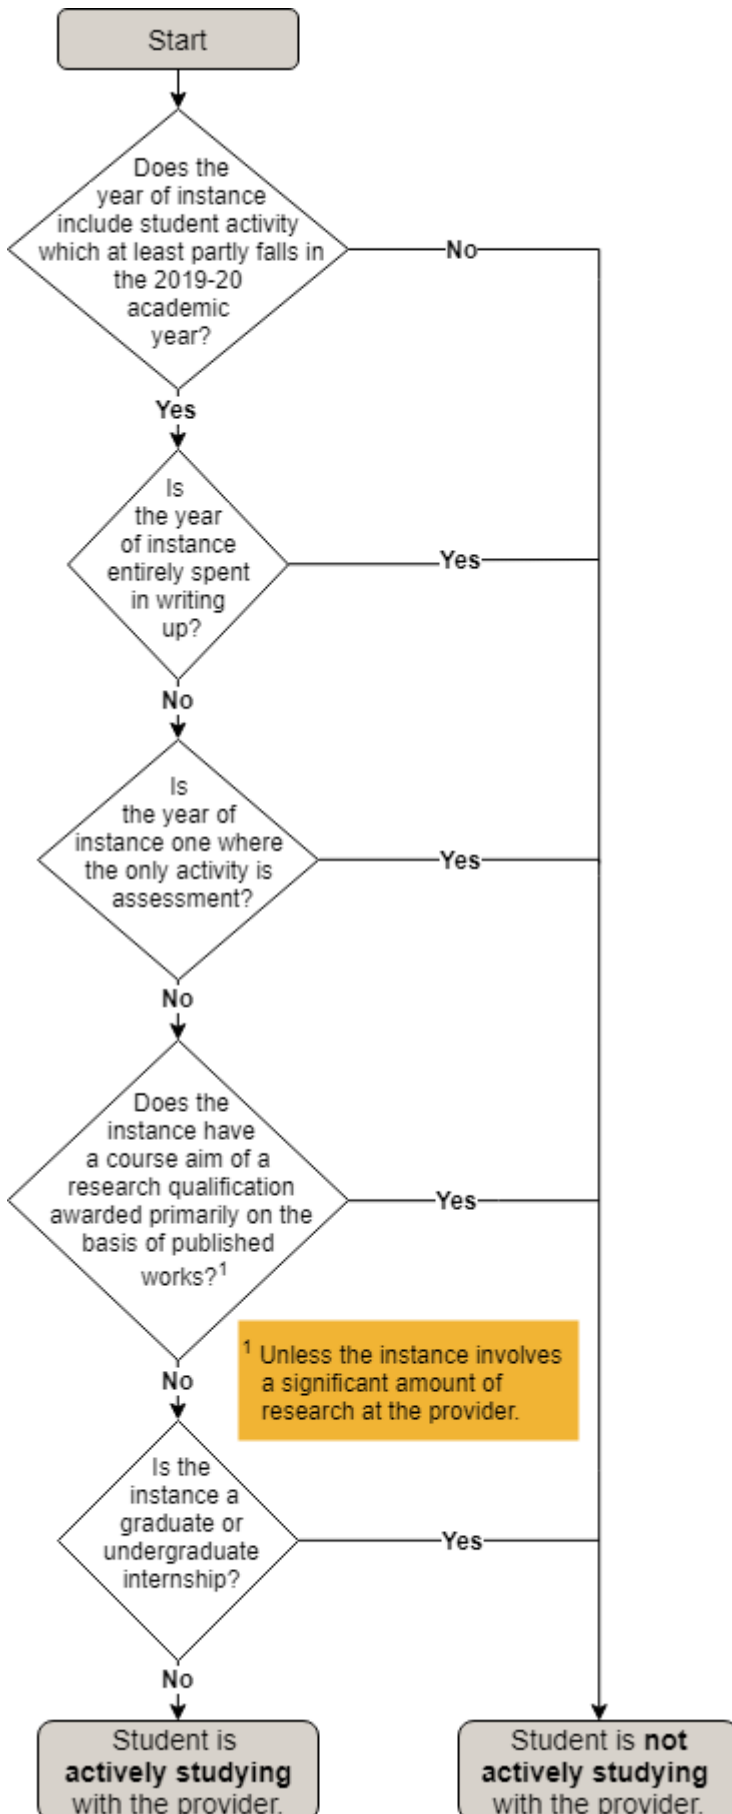 Start
Does the
year of instance
include student activity
which at least partly falls in
the 2019-20
academic
year?
No
Yes
Is
the year
of instance
entirely spent
in writing
up?
Yes
No
Is
the year of
instance one where
the only activity is
assessment?
Yes
No
Does the
instance have
a course aim of a
research qualification
awarded primarily on the
basis of published
works?1
Yes
1 Unless the instance involves
a significant amount of
research at the provider.
No
Is the
instance a
graduate or
undergraduate
internship?
Yes
No
Student is
actively studying
with the provider.
Student is not
actively studying
with the provider.